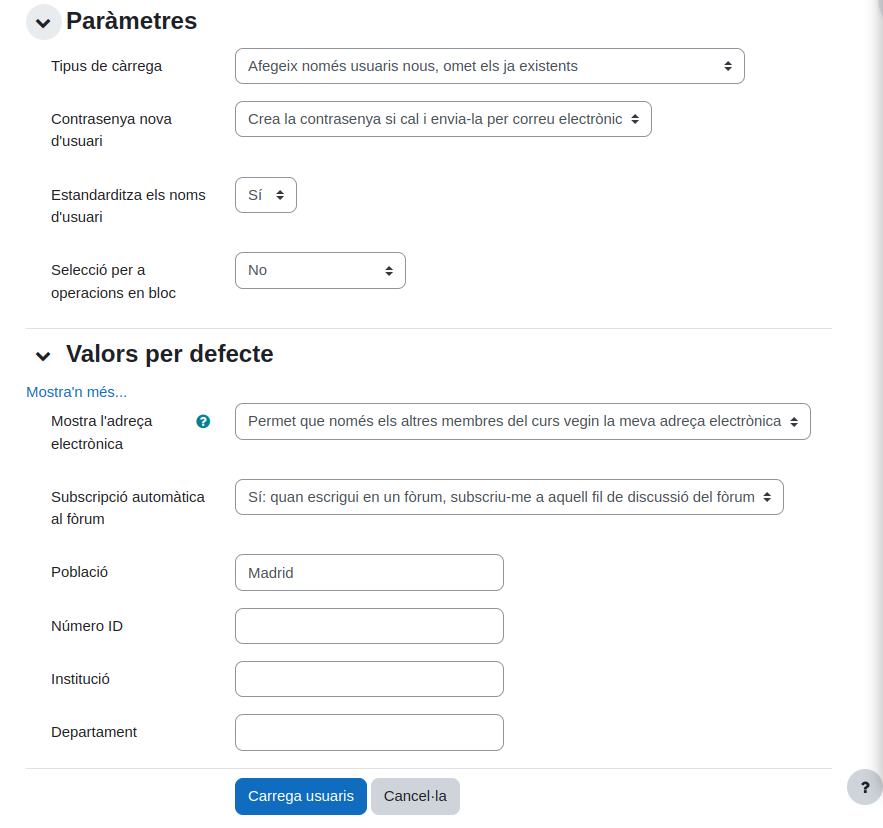 Paràmetres
Tipus de càrrega
Afegeix només usuaris nous, omet els ja existents
Contrasenya nova
d'usuari
Crea la contrasenya si cal i envia-la per correu electrònic
Estandarditza els noms
d'usuari
Sí
Selecció per a
operacions en bloc
No
Valors per defecte
Mostra'n més...
Mostra l'adreça
electrònica
?
Permet que només els altres membres del curs vegin la meva adreça electrònica
Subscripció automàtica
al fòrum
Sí: quan escrigui en un fòrum, subscriu-me a aquell fil de discussió del fòrum
Població
Madrid
Número ID
Institució
Departament
Carrega usuaris
Cancel·la
?